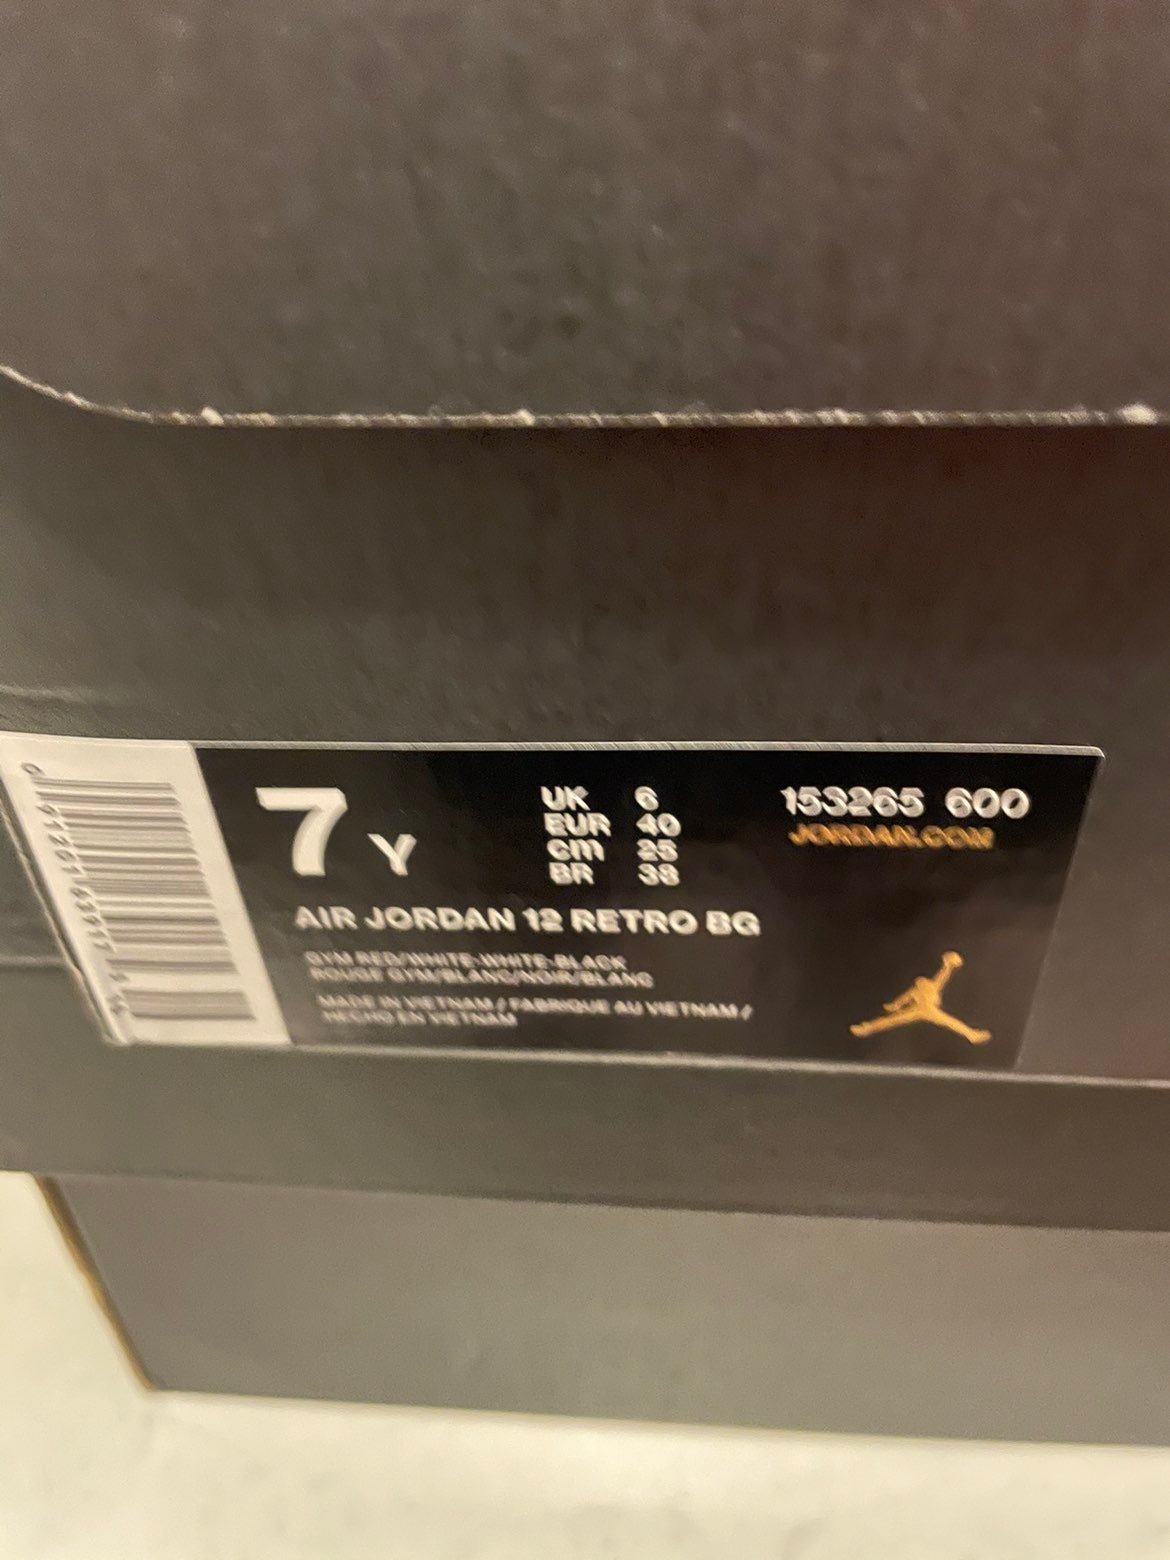 7 Y
UK 6
EUR 40
cm 25
BR 38
153265 600
JORDAN.COM
AIR JORDAN 12 RETRO BG
GYM RED/WHITE-WHITE-BLACK
ROUGE GYM/BLANC/NOIR/BLANC
MADE IN VIETNAM / FABRIQUE AU VIETNAM /
HECHO EN VIETNAM